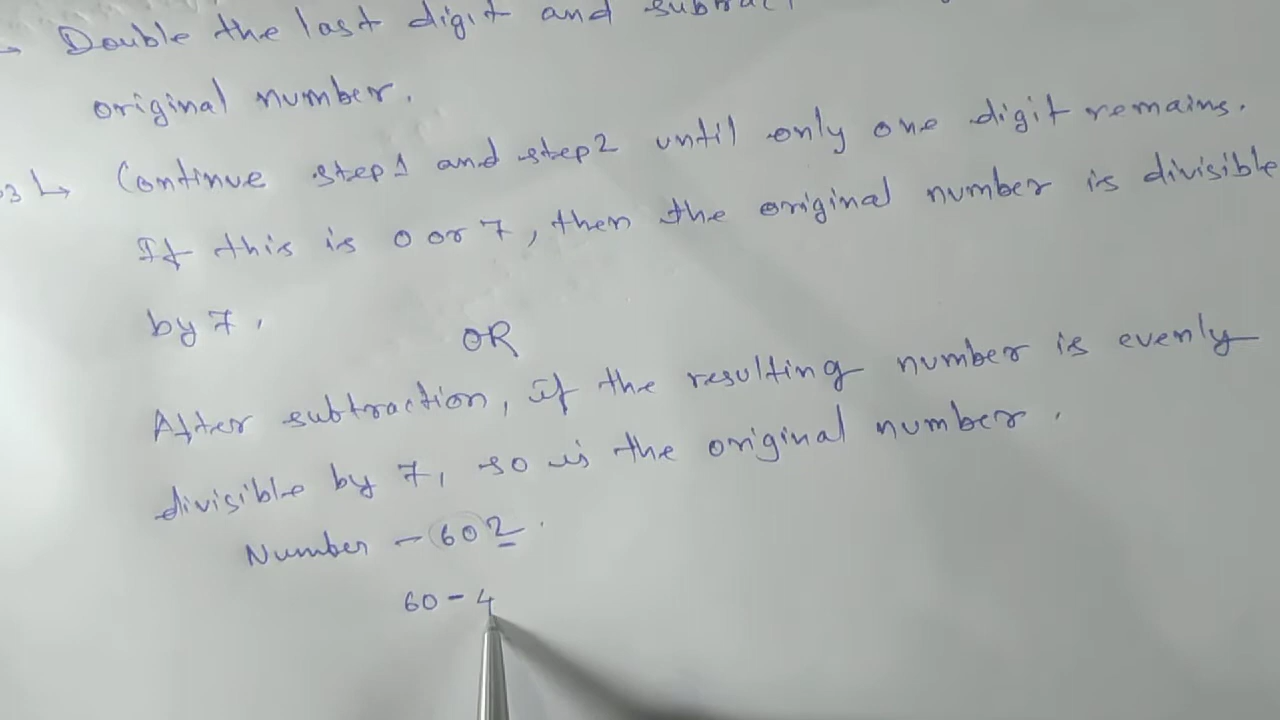 → Double the last digit and subtract
original number.
3 ↳ Continue step1 and step2 until only one digit remains.
If this is 0 or 7, then the original number is divisible
by 7.
OR
After subtraction, if the resulting number is evenly
divisible by 7, so is the original number.
Number - 602.
60 - 4